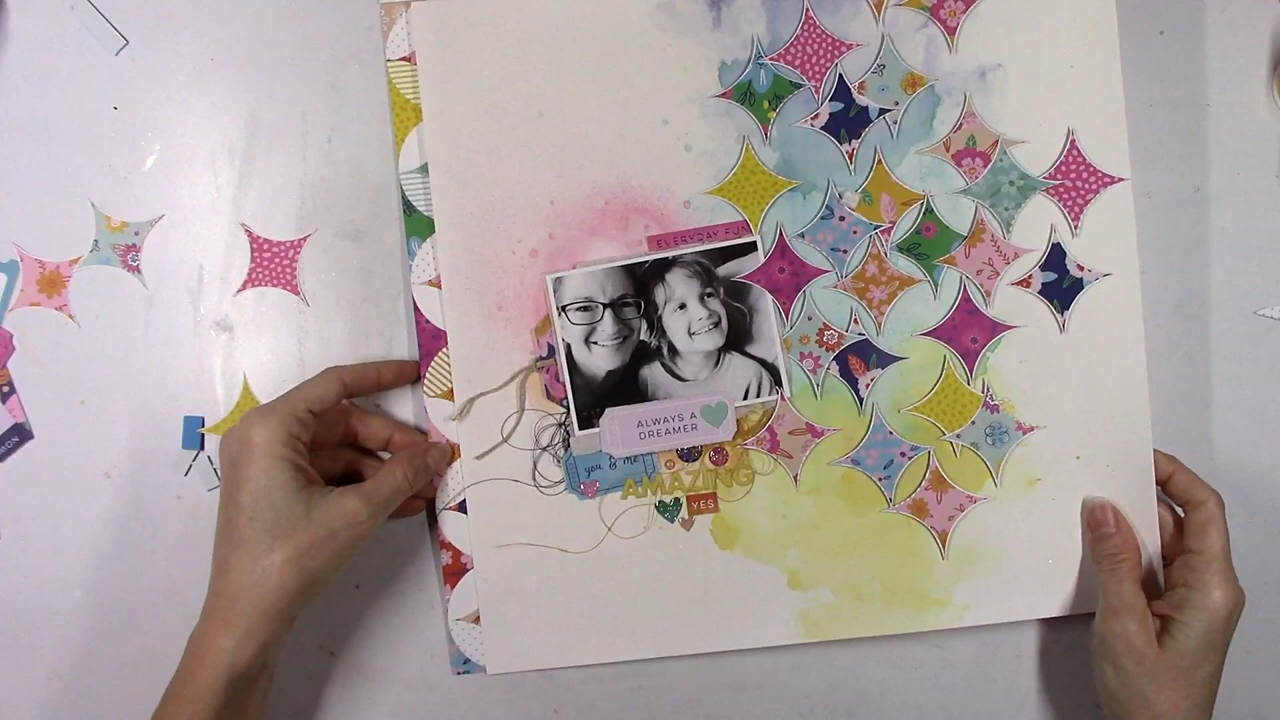 EVERYDAY FUN
ALWAYS A
DREAMER
you & me
AMAZING
YES